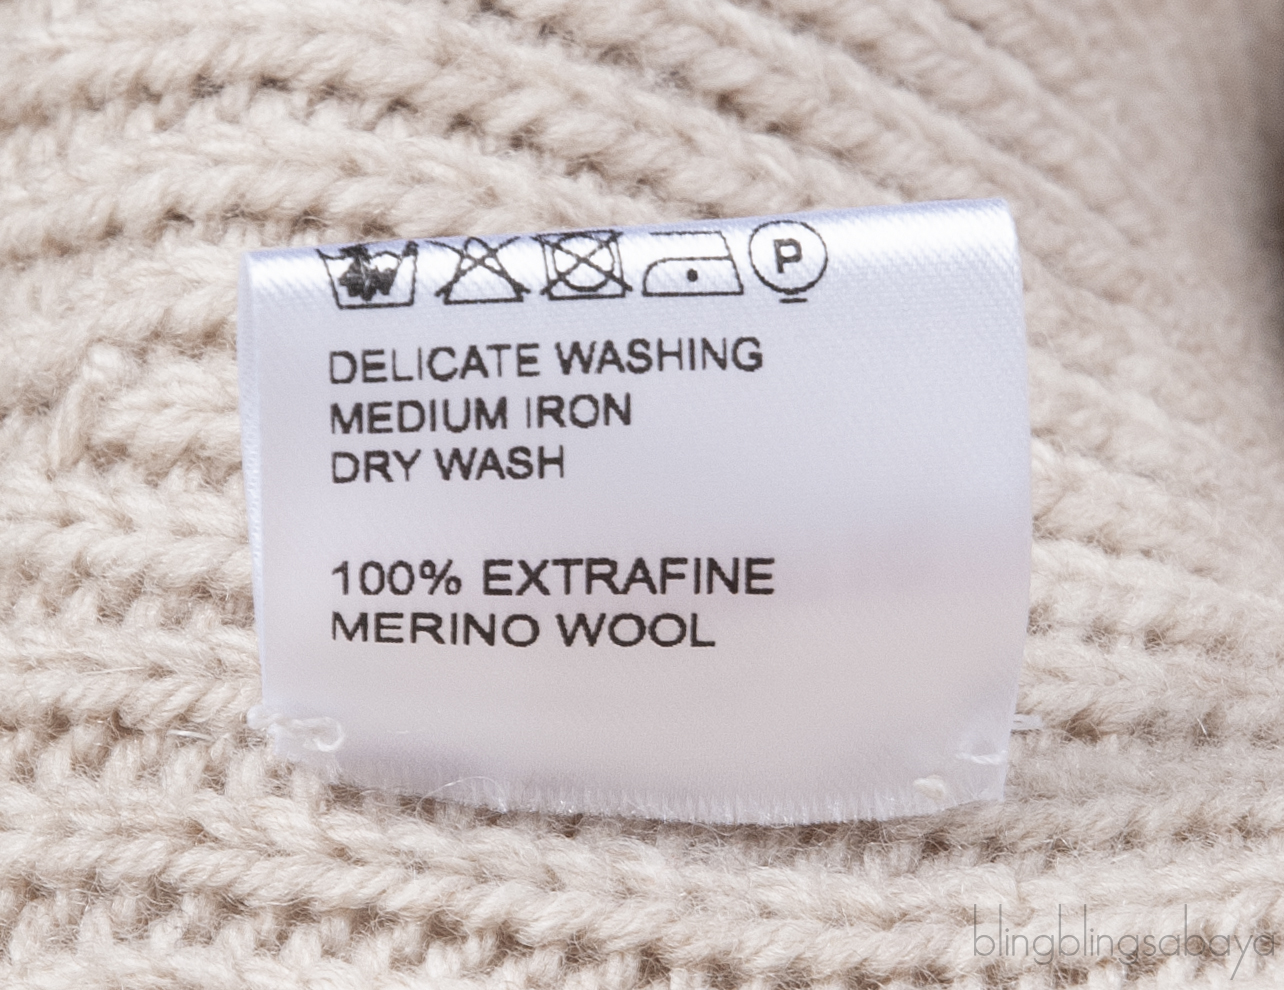 P
DELICATE WASHING
MEDIUM IRON
DRY WASH
100% EXTRAFINE
MERINO WOOL
blingblingsabaya